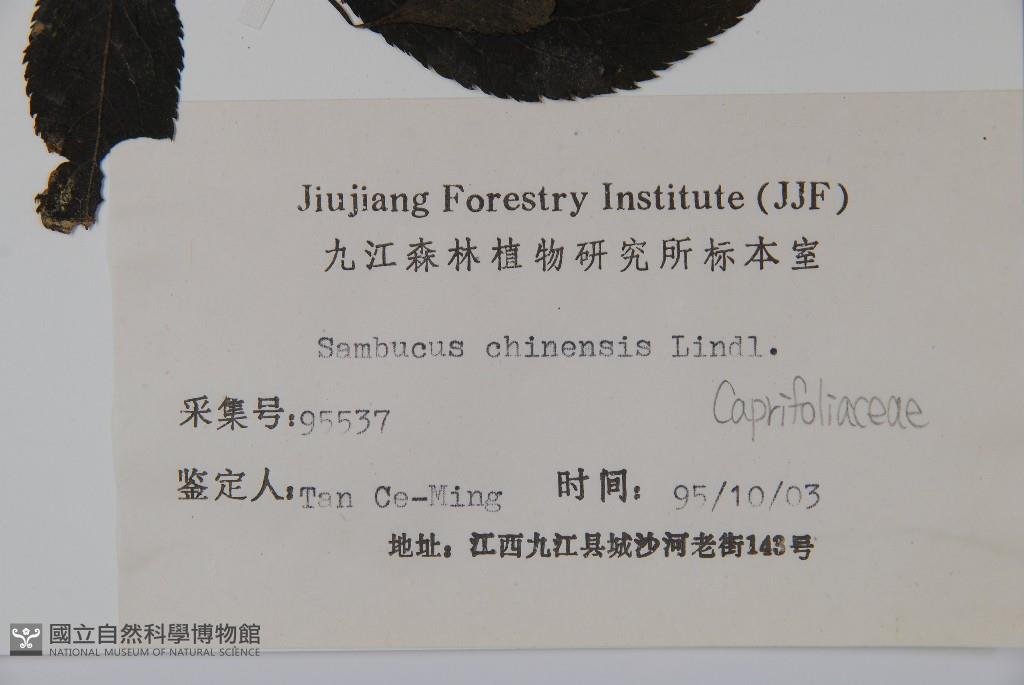 Jiujiang Forestry Institute (JJF)
九江森林植物研究所标本室
Sambucus chinensis Lindl.
Caprifoliaceae
采集号:95537
鉴定人:Tan Ce-Ming 时间: 95/10/03
地址: 江西九江县城沙河老街143号
國立自然科學博物館
NATIONAL MUSEUM OF NATURAL SCIENCE